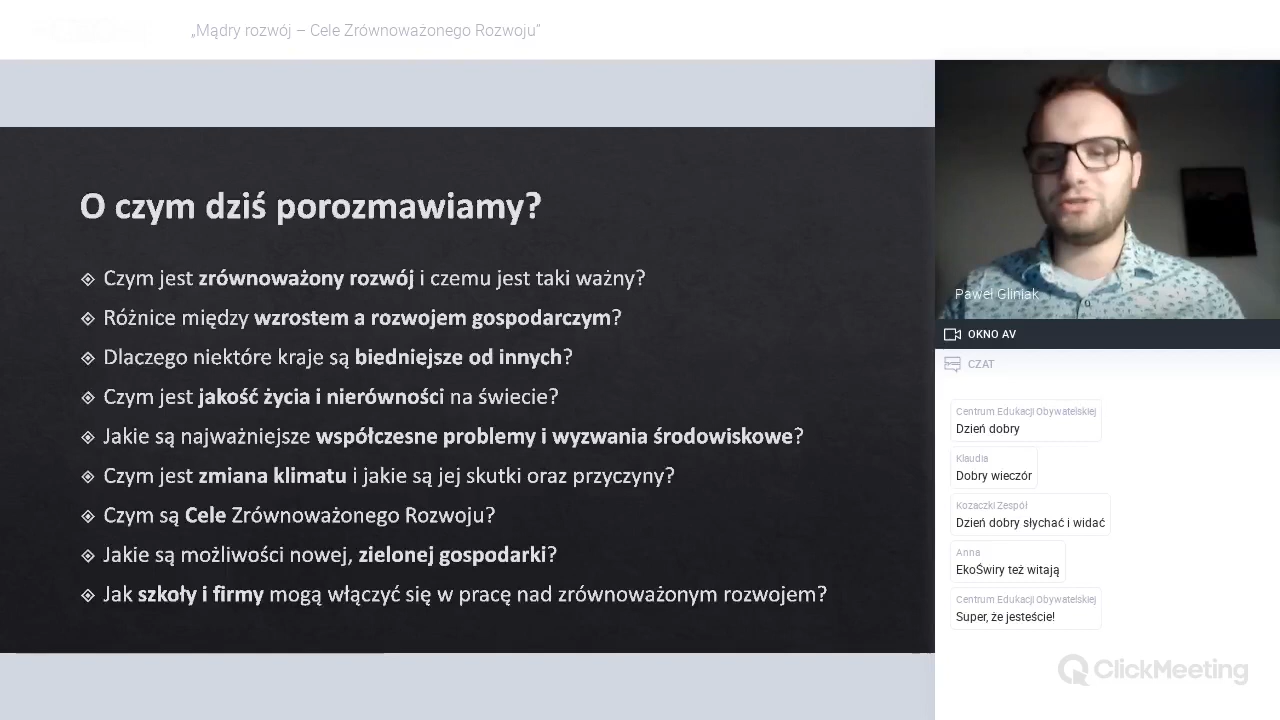 „Mądry rozwój – Cele Zrównoważonego Rozwoju”
O czym dziś porozmawiamy?
Czym jest zrównoważony rozwój i czemu jest taki ważny?
Różnice między wzrostem a rozwojem gospodarczym?
Dlaczego niektóre kraje są biedniejsze od innych?
Czym jest jakość życia i nierówności na świecie?
Jakie są najważniejsze współczesne problemy i wyzwania środowiskowe?
Czym jest zmiana klimatu i jakie są jej skutki oraz przyczyny?
Czym są Cele Zrównoważonego Rozwoju?
Jakie są możliwości nowej, zielonej gospodarki?
Jak szkoły i firmy mogą włączyć się w pracę nad zrównoważonym rozwojem?
Paweł Gliniak
OKNO AV
CZAT
Centrum Edukacji Obywatelskiej
Dzień dobry
Klaudia
Dobry wieczór
Kozaczki Zespół
Dzień dobry słychać i widać
Anna
EkoŚwiry też witają
Centrum Edukacji Obywatelskiej
Super, że jesteście!
ClickMeeting